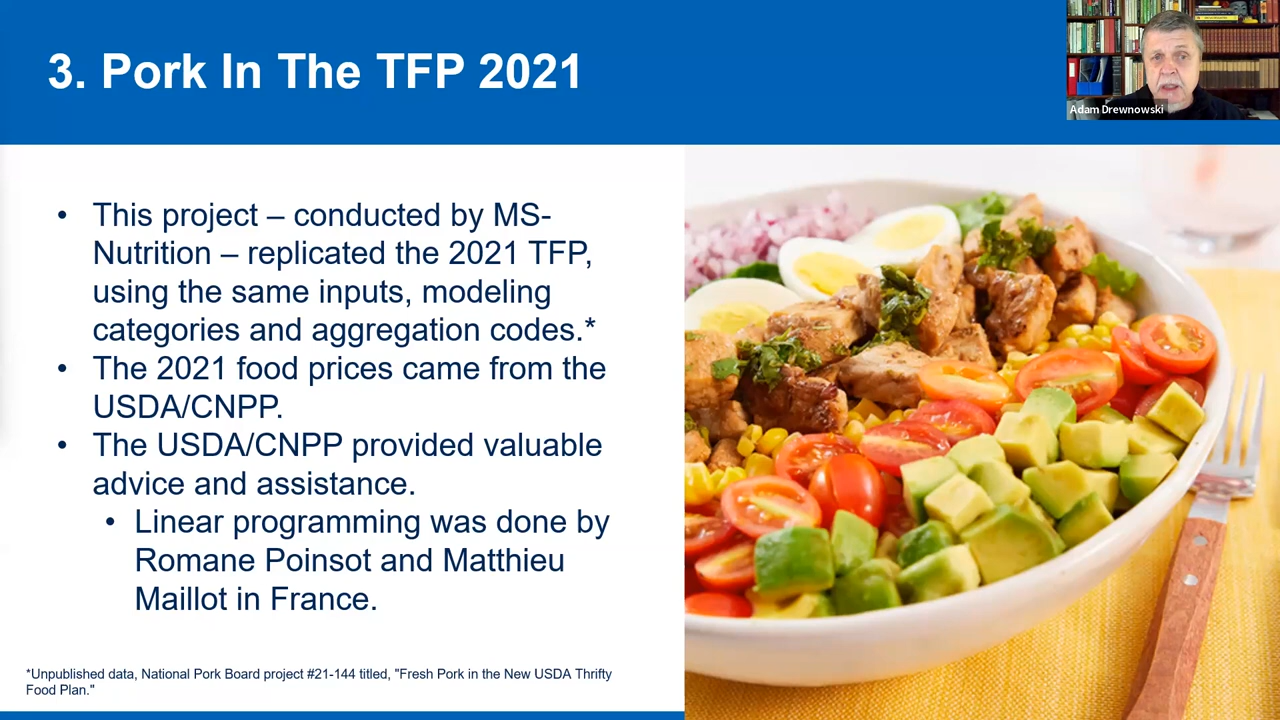 3. Pork In The TFP 2021
Adam Drewnowski
• This project – conducted by MS-
Nutrition – replicated the 2021 TFP,
using the same inputs, modeling
categories and aggregation codes.*
• The 2021 food prices came from the
USDA/CNPP.
• The USDA/CNPP provided valuable
advice and assistance.
• Linear programming was done by
Romane Poinsot and Matthieu
Maillot in France.
*Unpublished data, National Pork Board project #21-144 titled, "Fresh Pork in the New USDA Thrifty
Food Plan."